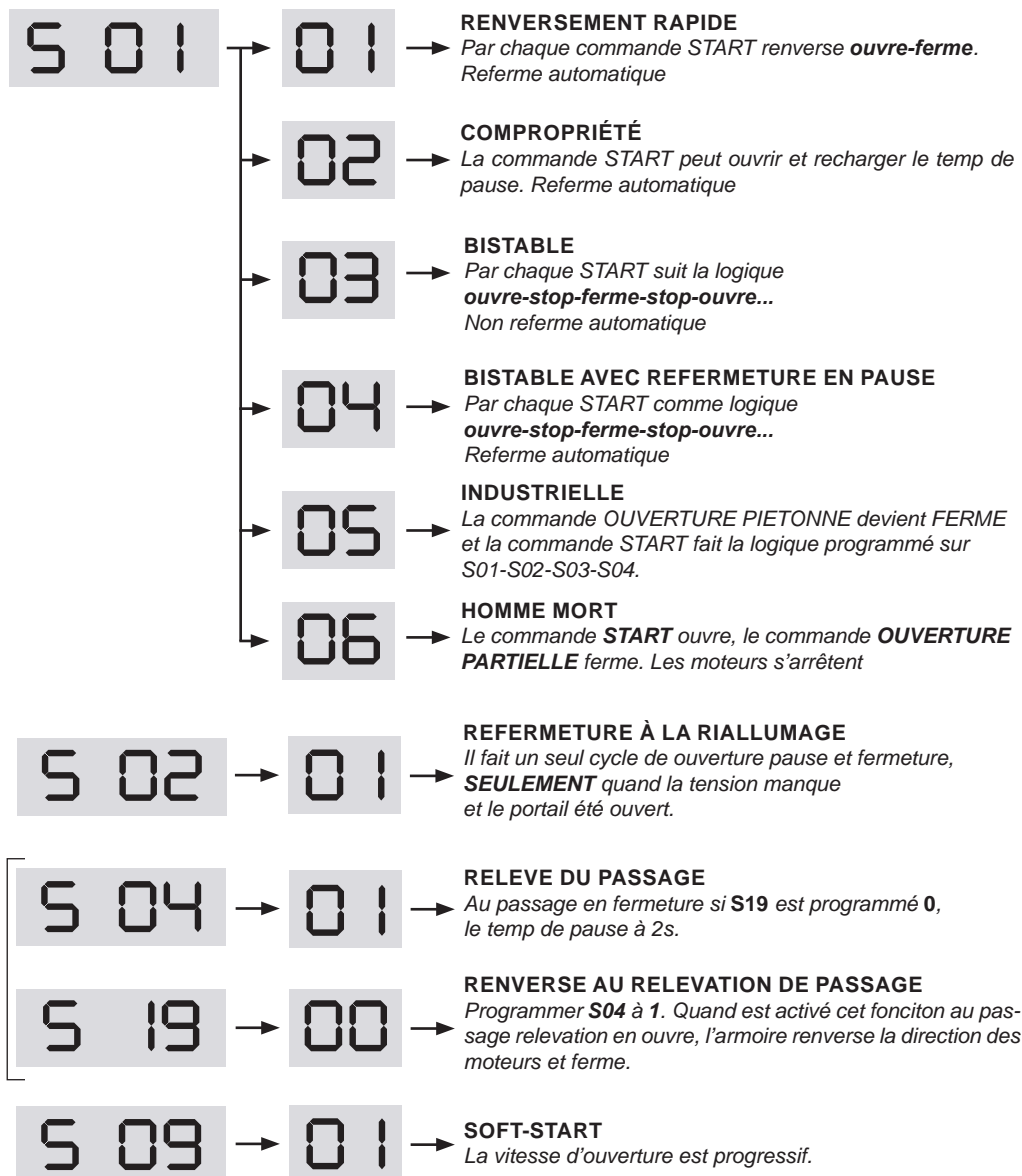 S 01 01 RENVERSEMENT RAPIDE
Par chaque commande START renverse ouvre-ferme.
Referme automatique
02 COMPROPRIÉTÉ
La commande START peut ouvrir et recharger le temp de
pause. Referme automatique
03 BISTABLE
Par chaque START suit la logique
ouvre-stop-ferme-stop-ouvre...
Non referme automatique
04 BISTABLE AVEC REFERMETURE EN PAUSE
Par chaque START comme logique
ouvre-stop-ferme-stop-ouvre...
Referme automatique
05 INDUSTRIELLE
La commande OUVERTURE PIETONNE devient FERME
et la commande START fait la logique programmé sur
S01-S02-S03-S04.
06 HOMME MORT
Le commande START ouvre, le commande OUVERTURE
PARTIELLE ferme. Les moteurs s'arrêtent
S 02 01 REFERMETURE À LA RIALLUMAGE
Il fait un seul cycle de ouverture pause et fermeture,
SEULEMENT quand la tension manque
et le portail été ouvert.
S 04 01 RELEVE DU PASSAGE
Au passage en fermeture si S19 est programmé 0,
le temp de pause à 2s.
S 19 00 RENVERSE AU RELEVATION DE PASSAGE
Programmer S04 à 1. Quand est activé cet fonciton au pas-
sage relevation en ouvre, l'armoire renverse la direction des
moteurs et ferme.
S 09 01 SOFT-START
La vitesse d'ouverture est progressif.